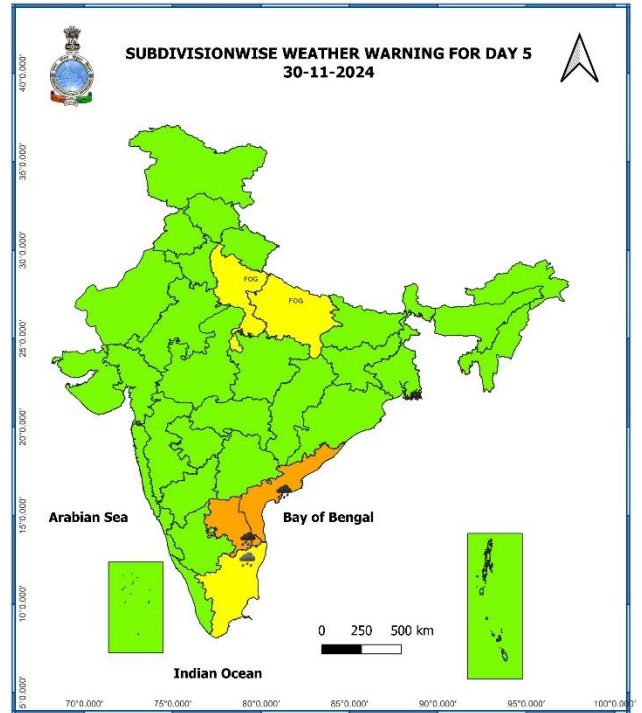 SUBDIVISIONWISE WEATHER WARNING FOR DAY 5
30-11-2024
40°0.000'
35°0.000'
30°0.000'
25°0.000'
20°0.000'
15°0.000'
10°0.000'
5°0.000'
FOG
FOG
Arabian Sea
Bay of Bengal
0 250 500 km
Indian Ocean
70°0.000' 75°0.000' 80°0.000' 85°0.000' 90°0.000' 95°0.000' 100°0.000'